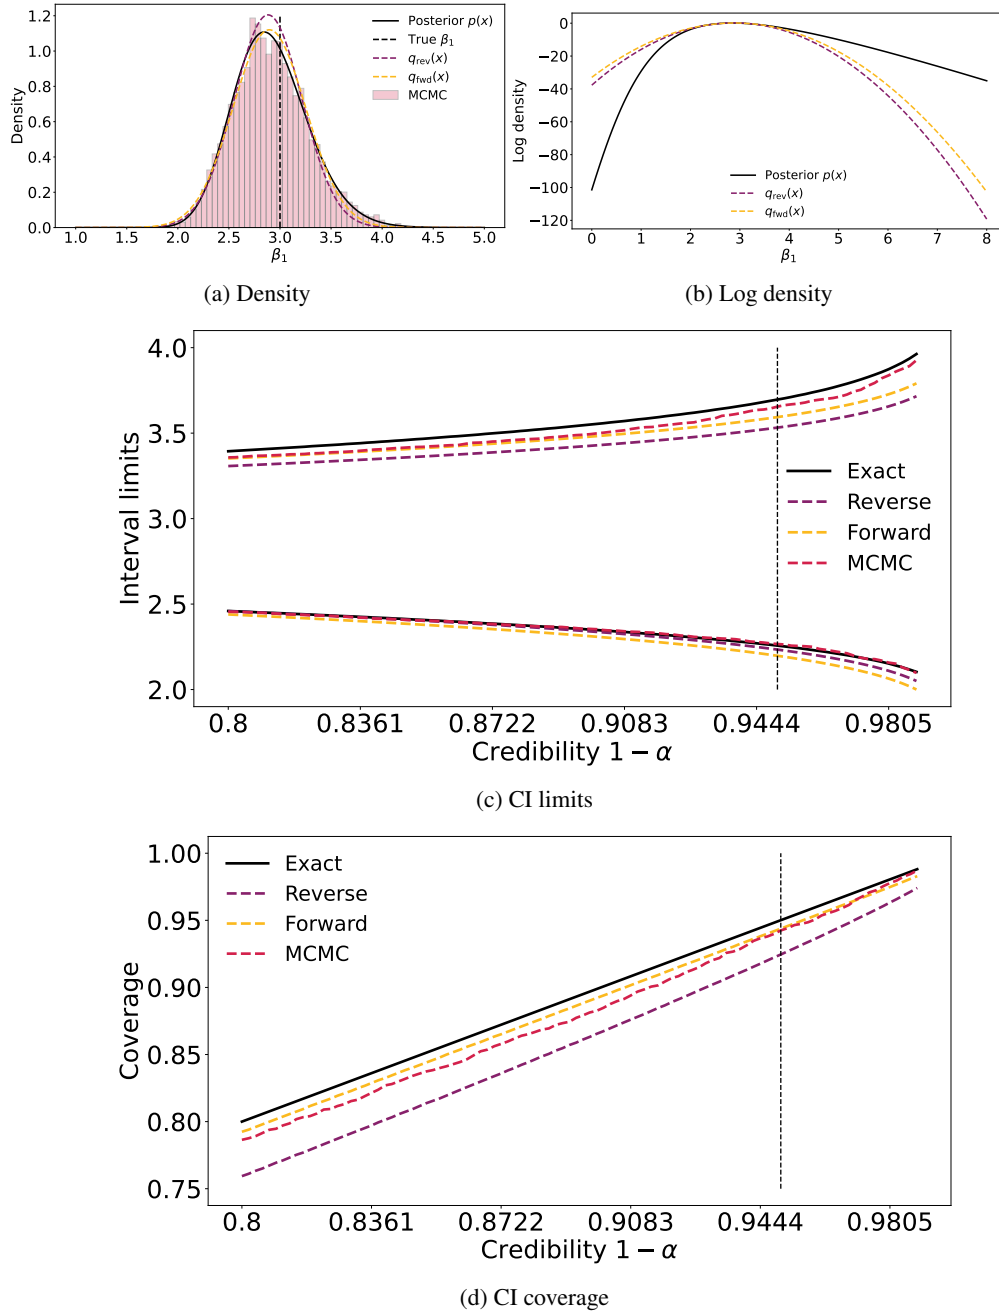 1.2
1.0
0.8
0.6
0.4
0.2
0.0
Density
1.0 1.5 2.0 2.5 3.0 3.5 4.0 4.5 5.0
β1
Posterior p(x)
True β1
qrev(x)
qfwd(x)
MCMC
(a) Density
0
−20
−40
−60
−80
−100
−120
Log density
0 1 2 3 4 5 6 7 8
β1
Posterior p(x)
qrev(x)
qfwd(x)
(b) Log density
4.0
3.5
3.0
2.5
2.0
Interval limits
Exact
Reverse
Forward
MCMC
0.8 0.8361 0.8722 0.9083 0.9444 0.9805
Credibility 1 − α
(c) CI limits
1.00
0.95
0.90
0.85
0.80
0.75
Coverage
Exact
Reverse
Forward
MCMC
0.8 0.8361 0.8722 0.9083 0.9444 0.9805
Credibility 1 − α
(d) CI coverage